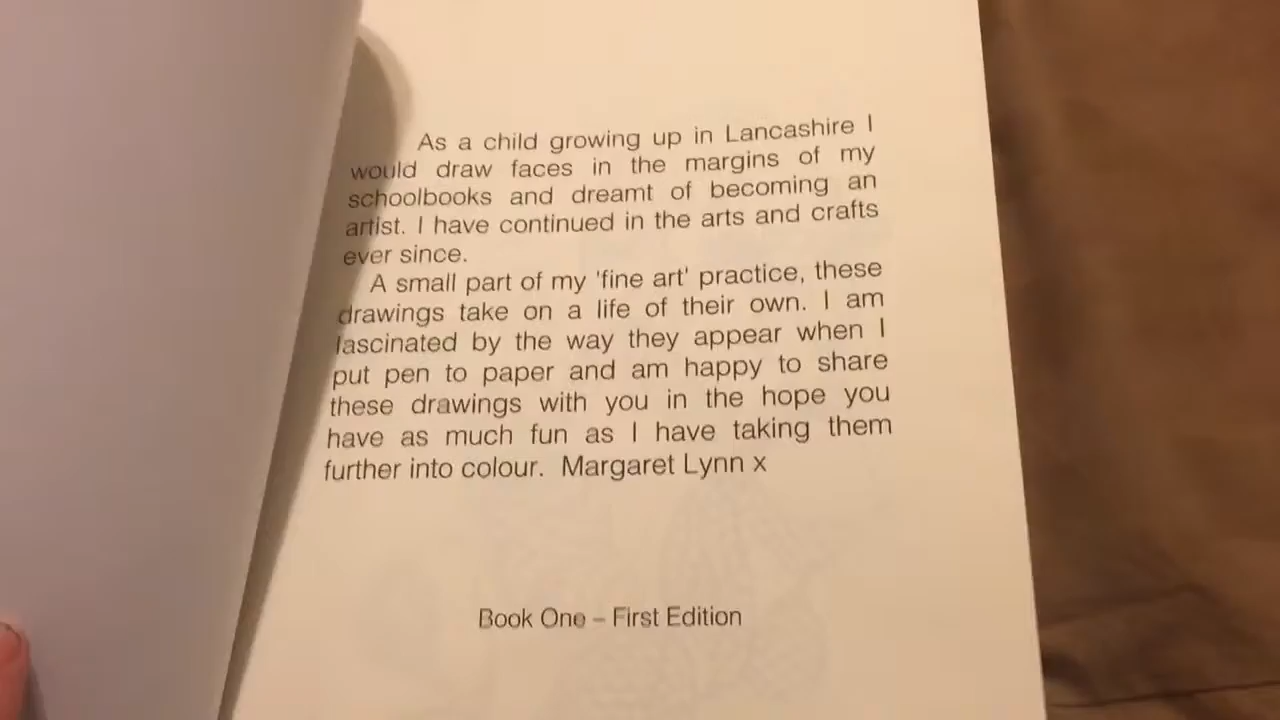 As a child growing up in Lancashire I
would draw faces in the margins of my
schoolbooks and dreamt of becoming an
artist. I have continued in the arts and crafts
ever since.
A small part of my 'fine art' practice, these
drawings take on a life of their own. I am
fascinated by the way they appear when I
put pen to paper and am happy to share
these drawings with you in the hope you
have as much fun as I have taking them
further into colour. Margaret Lynn x
Book One – First Edition